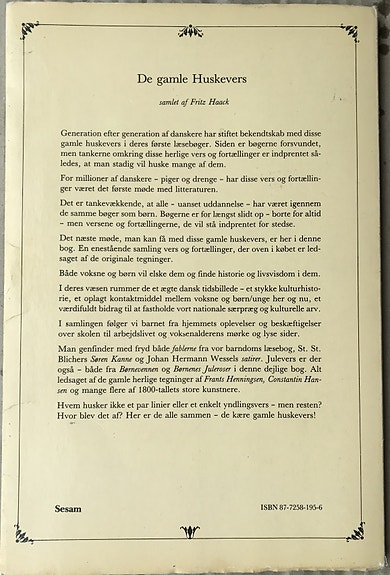 De gamle Huskevers
samlet af Fritz Haack
Generation efter generation af danskere har stiftet bekendtskab med disse
gamle huskevers i deres første læsebøger. Siden er bøgerne forsvundet,
men tankerne omkring disse herlige vers og fortællinger er indprentet så-
ledes, at man stadig vil huske mange af dem.
For millioner af danskere – piger og drenge – har disse vers og fortællin-
ger været det første møde med litteraturen.
Det er tankevækkende, at alle – uanset uddannelse – har været igennem
de samme bøger som børn. Bøgerne er for længst slidt op – borte for altid
– men versene og fortællingerne, de vil stå indprentet for stedse.
Det næste møde, man kan få med disse gamle huskevers, er her i denne
bog. En enestående samling vers og fortællinger, der oven i købet er led-
saget af de originale tegninger.
Både voksne og børn vil elske dem og finde historie og livsvisdom i dem.
I deres væsen rummer de et ægte dansk tidsbillede – et stykke kulturhisto-
rie, et oplagt kontaktmiddel mellem voksne og børn/unge her og nu, et
værdifuldt bidrag til at fastholde vort nationale særpræg og kulturelle arv.
I samlingen følger vi barnet fra hjemmets oplevelser og beskæftigelser
over skolen til arbejdslivet og voksenalderens mørke og lyse sider.
Man genfinder med fryd både fablerne fra vor barndoms læsebog, St. St.
Blichers Søren Kanne og Johan Hermann Wessels satirer. Julevers er der
også – både fra Børnevennen og Børnenes Juleroser i denne dejlige bog. Alt
ledsaget af de gamle herlige tegninger af Frants Henningsen, Constantin Han-
sen og mange flere af 1800-tallets store kunstnere.
Hvem husker ikke et par linier eller et enkelt yndlingsvers – men resten?
Hvor blev det af? Her er de alle sammen – de kære gamle huskevers!
Sesam
ISBN 87-7258-195-6